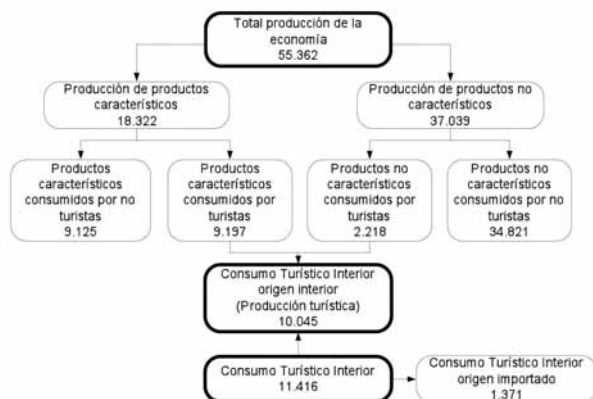 Total producción de la
economía
55.362
Producción de productos
característicos
18.322
Producción de productos no
característicos
37.039
Productos
característicos
consumidos por no
turistas
9.125
Productos
característicos
consumidos por
turistas
9.197
Productos no
característicos
consumidos por
turistas
2.218
Productos no
característicos
consumidos por no
turistas
34.821
Consumo Turístico Interior
origen interior
(Producción turística)
10.045
Consumo Turístico Interior
11.416
Consumo Turístico Interior
origen importado
1.371